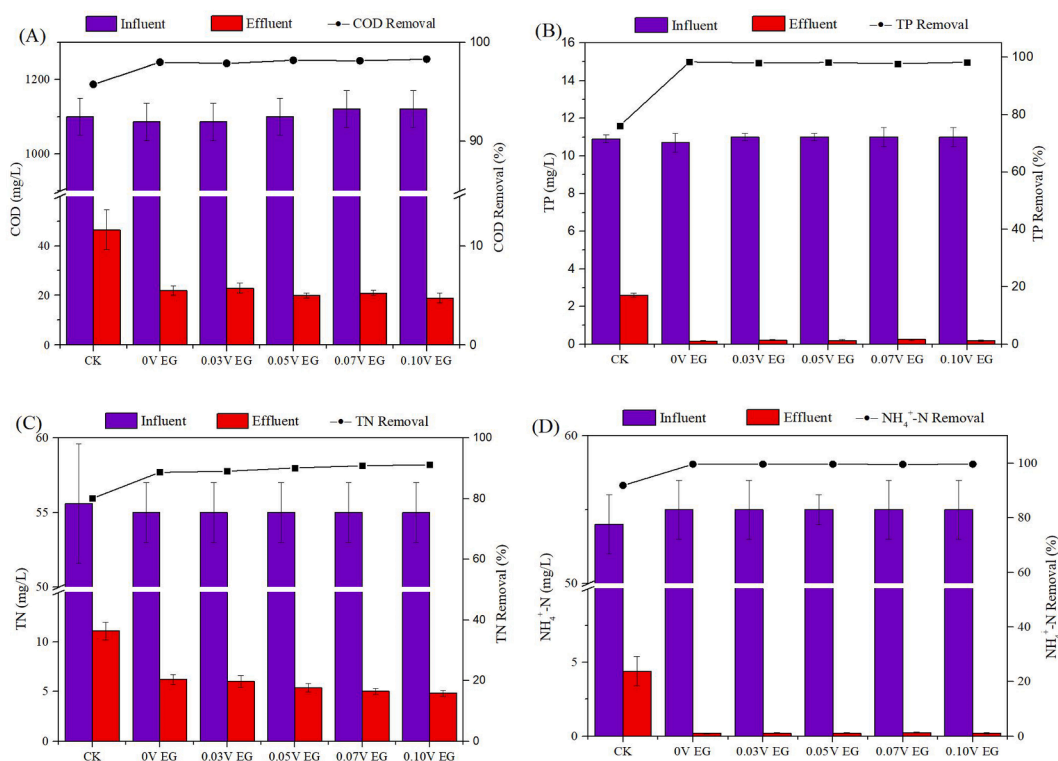 (A)
Influent Effluent COD Removal
1200
1000
40
20
0
COD (mg/L)
100
90
10
0
COD Removal (%)
CK 0V EG 0.03V EG 0.05V EG 0.07V EG 0.10V EG
(B)
Influent Effluent TP Removal
16
14
12
10
8
6
4
2
0
TP (mg/L)
100
80
60
40
20
0
TP Removal (%)
CK 0V EG 0.03V EG 0.05V EG 0.07V EG 0.10V EG
(C)
Influent Effluent TN Removal
60
55
50
10
5
0
TN (mg/L)
100
80
60
40
20
0
TN Removal (%)
CK 0V EG 0.03V EG 0.05V EG 0.07V EG 0.10V EG
(D)
Influent Effluent NH₄⁺-N Removal
60
50
5
0
NH₄⁺-N (mg/L)
100
80
60
40
20
0
NH₄⁺-N Removal (%)
CK 0V EG 0.03V EG 0.05V EG 0.07V EG 0.10V EG